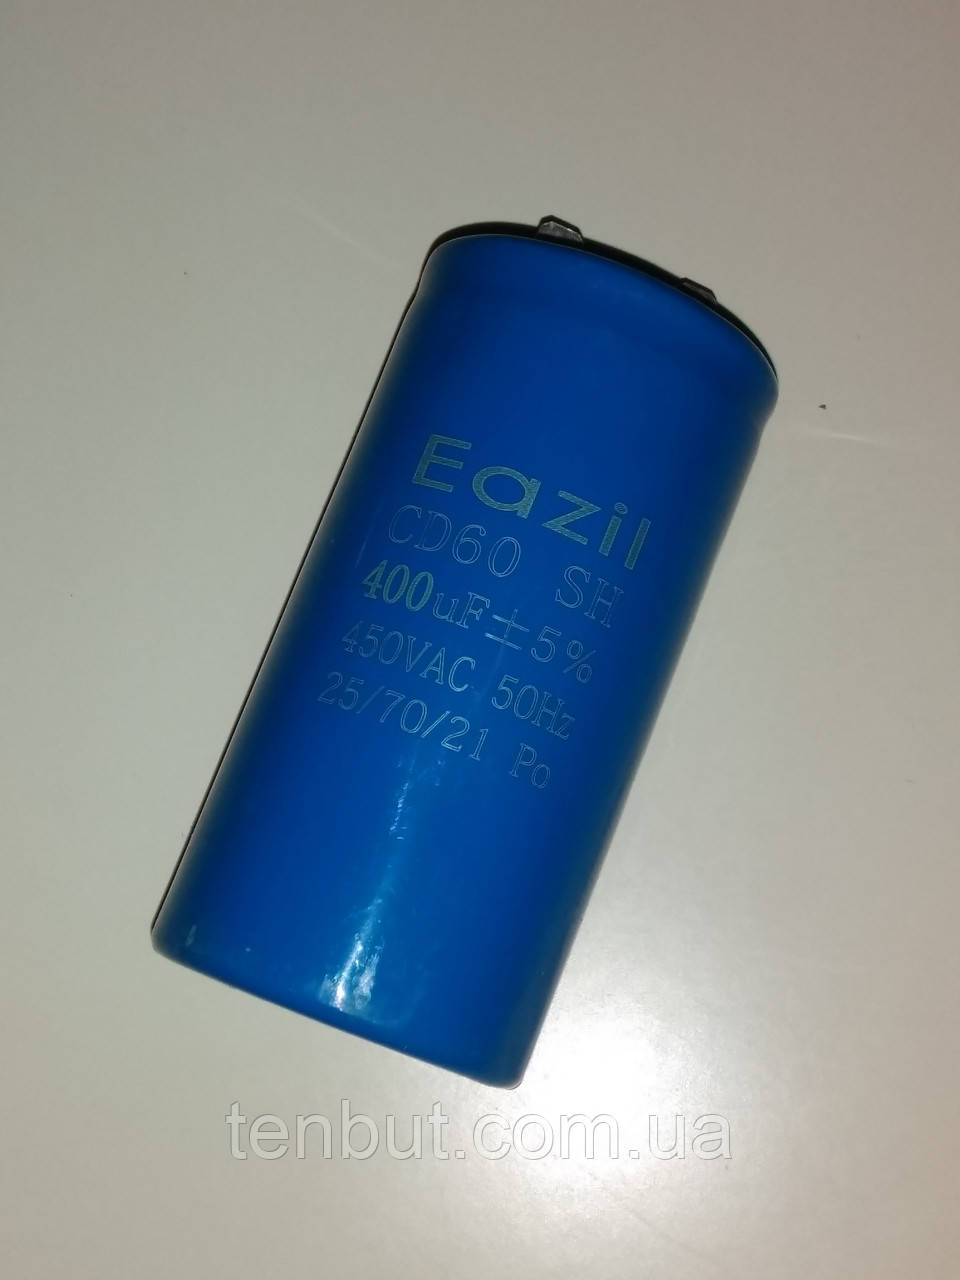 Eazil
CD60 SH
400uF±5%
450VAC 50Hz
25/70/21 Po
tenbut.com.ua